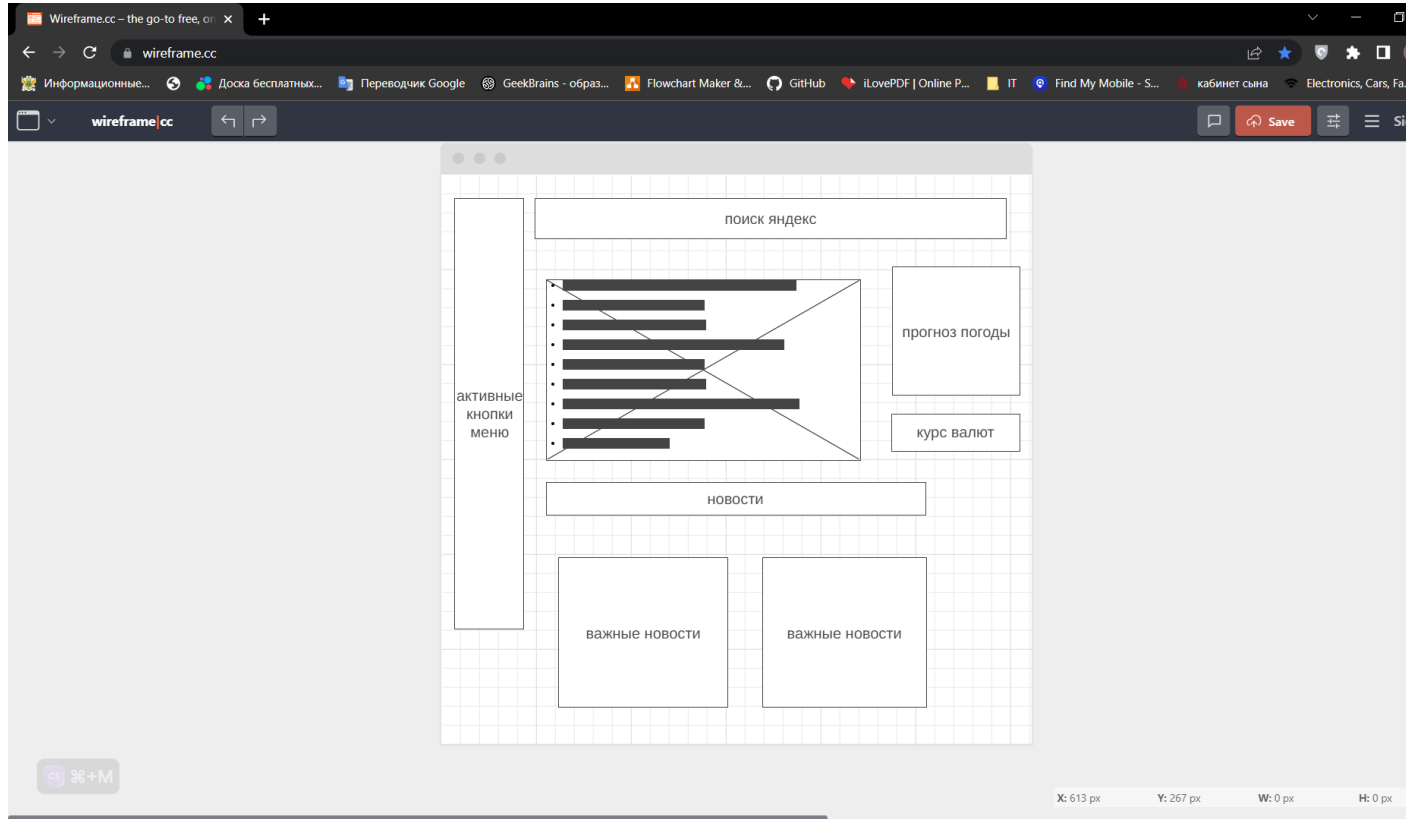 Wireframe.cc – the go-to free, on
wireframe.cc
Информационные... Доска бесплатных... Переводчик Google GeekBrains - образ... Flowchart Maker &... GitHub iLovePDF | Online P... IT Find My Mobile - S... кабинет сына Electronics, Cars, Fa
wireframe|cc Save Si
поиск яндекс
прогноз погоды
активные
кнопки
меню
курс валют
новости
важные новости важные новости
⌘+M
X: 613 px Y: 267 px W: 0 px H: 0 px